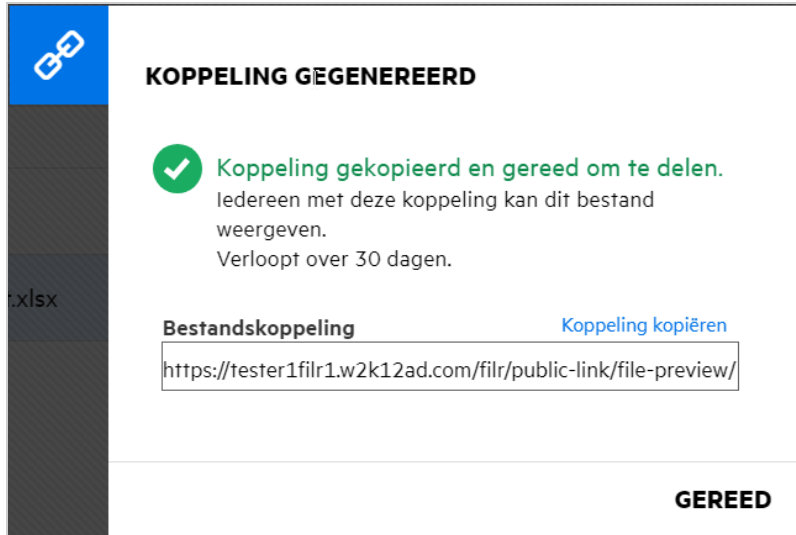 KOPPELING GEGENEREERD
Koppeling gekopieerd en gereed om te delen.
Iedereen met deze koppeling kan dit bestand
weergeven.
Verloopt over 30 dagen.
.xlsx
Bestandskoppeling
Koppeling kopiëren
https://tester1filr1.w2k12ad.com/filr/public-link/file-preview/
GEREED